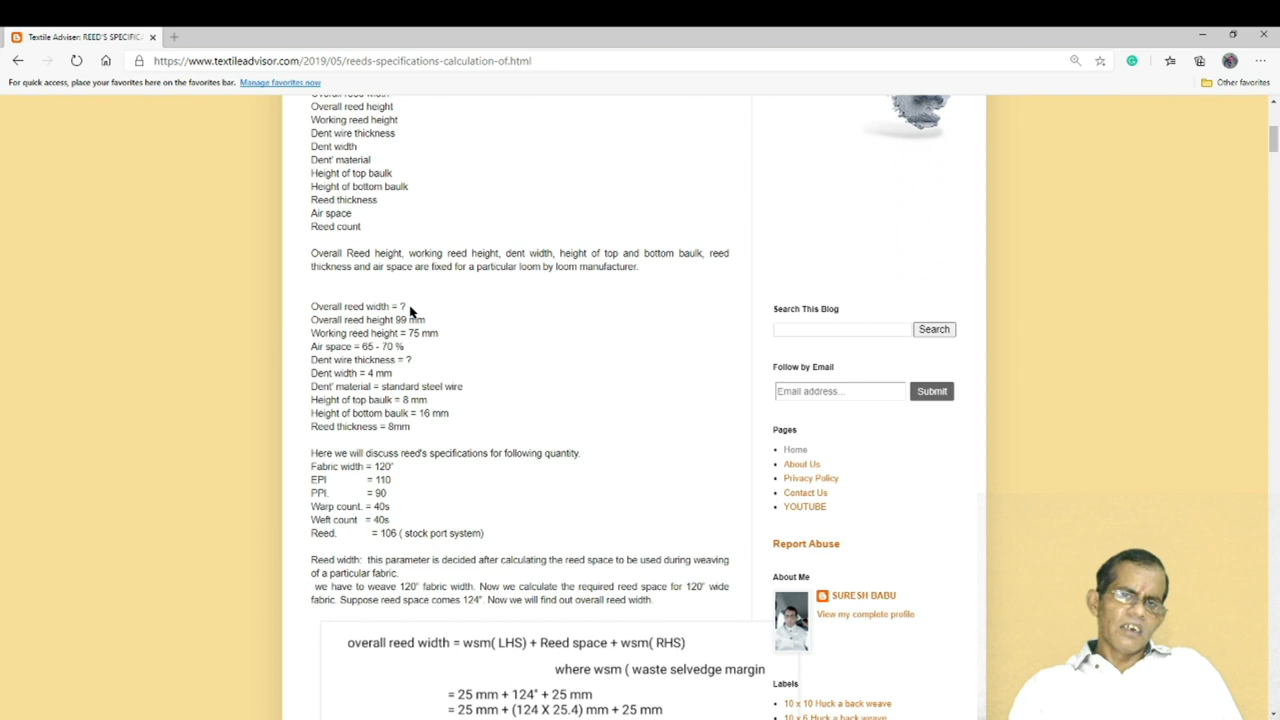 Textile Adviser: REED'S SPECIFIC
https://www.textileadvisor.com/2019/05/reeds-specifications-calculation-of.html
For quick access, place your favorites here on the favorites bar. Manage favorites now
Other favorites
Overall reed width
Overall reed height
Working reed height
Dent wire thickness
Dent width
Dent' material
Height of top baulk
Height of bottom baulk
Reed thickness
Air space
Reed count
Overall Reed height, working reed height, dent width, height of top and bottom baulk, reed
thickness and air space are fixed for a particular loom by loom manufacturer.
Overall reed width = ?
Overall reed height 99 mm
Working reed height = 75 mm
Air space = 65 - 70 %
Dent wire thickness = ?
Dent width = 4 mm
Dent' material = standard steel wire
Height of top baulk = 8 mm
Height of bottom baulk = 16 mm
Reed thickness = 8mm
Here we will discuss reed's specifications for following quantity.
Fabric width = 120"
EPI = 110
PPI. = 90
Warp count. = 40s
Weft count = 40s
Reed. = 106 ( stock port system)
Reed width: this parameter is decided after calculating the reed space to be used during weaving
of a particular fabric.
we have to weave 120" fabric width. Now we calculate the required reed space for 120" wide
fabric. Suppose reed space comes 124". Now we will find out overall reed width.
overall reed width = wsm( LHS) + Reed space + wsm( RHS)
where wsm ( waste selvedge margin
= 25 mm + 124" + 25 mm
= 25 mm + (124 X 25.4) mm + 25 mm
Search This Blog
Search
Follow by Email
Email address...
Submit
Pages
Home
About Us
Privacy Policy
Contact Us
YOUTUBE
Report Abuse
About Me
SURESH BABU
View my complete profile
Labels
10 x 10 Huck a back weave
10 x 6 Huck a back weave